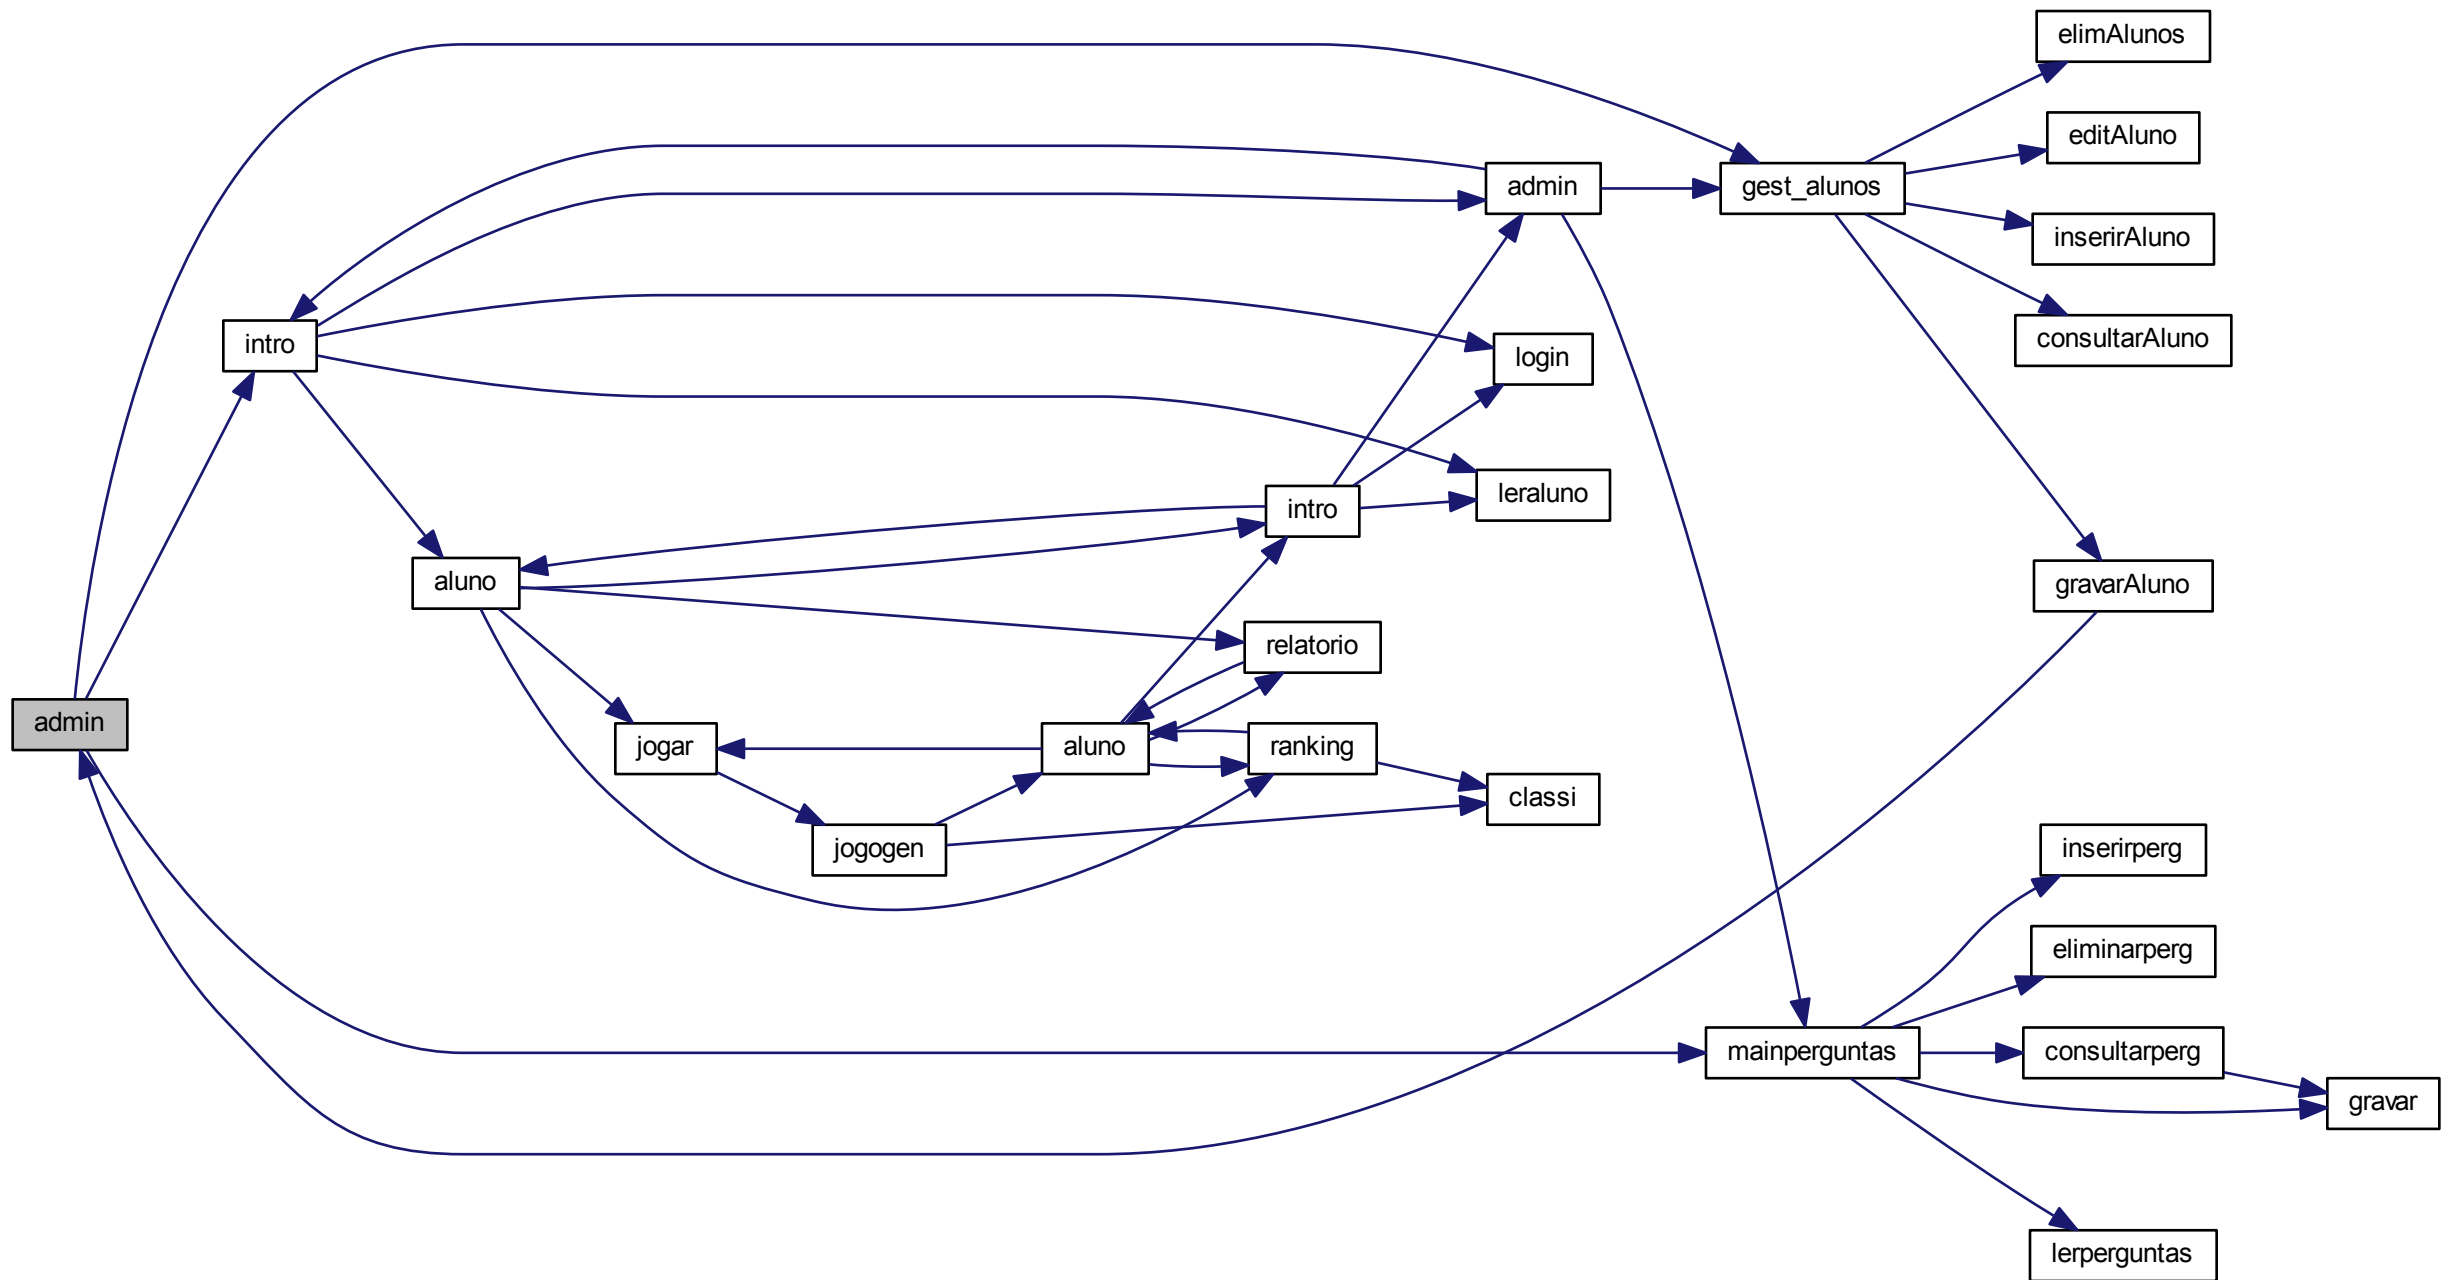 elimAlunos
editAluno
admin
gest_alunos
inserirAluno
intro
login
consultarAluno
leraluno
intro
aluno
gravarAluno
relatorio
admin
jogar
aluno
ranking
classi
jogogen
inserirperg
eliminarperg
mainperguntas
consultarperg
gravar
lerperguntas